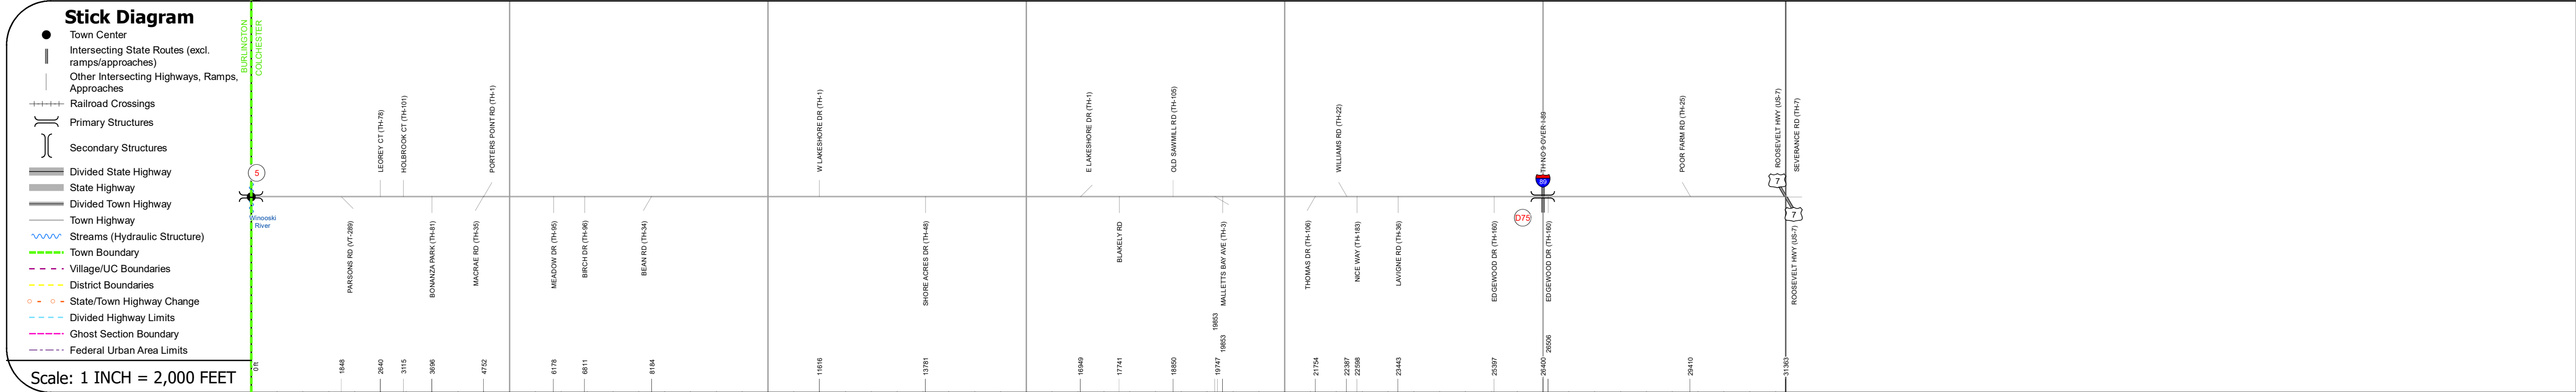 Stick Diagram
Town Center
Intersecting State Routes (excl.
ramps/approaches)
Other Intersecting Highways, Ramps,
Approaches
Railroad Crossings
Primary Structures
Secondary Structures
Divided State Highway
State Highway
Divided Town Highway
Town Highway
Streams (Hydraulic Structure)
Town Boundary
Village/UC Boundaries
District Boundaries
State/Town Highway Change
Divided Highway Limits
Ghost Section Boundary
Federal Urban Area Limits
Scale: 1 INCH = 2,000 FEET
BURLINGTON
COLCHESTER
5
Winooski
River
LEOREY CT (TH-78)
HOLBROOK CT (TH-101)
PORTERS POINT RD (TH-1)
W LAKESHORE DR (TH-1)
E LAKESHORE DR (TH-1)
OLD SAWMILL RD (TH-105)
WILLIAMS RD (TH-22)
TH NO 9 OVER I-89
89
POOR FARM RD (TH-25)
ROOSEVELT HWY (US-7)
SEVERANCE RD (TH-7)
7
7
D75
PARSONS RD (VT-289)
BONANZA PARK (TH-81)
MACRAE RD (TH-35)
MEADOW DR (TH-95)
BIRCH DR (TH-96)
BEAN RD (TH-34)
SHORE ACRES DR (TH-48)
BLAKELY RD
MALLETTS BAY AVE (TH-3)
THOMAS DR (TH-106)
NICE WAY (TH-183)
LAVIGNE RD (TH-36)
EDGEWOOD DR (TH-160)
EDGEWOOD DR (TH-160)
ROOSEVELT HWY (US-7)
0 ft
1848
2640
3115
3696
4752
6178
6811
8184
11616
13781
16949
17741
18850
19747
19853
19853
21754
22387
22598
23443
25397
26400
26506
29410
31363